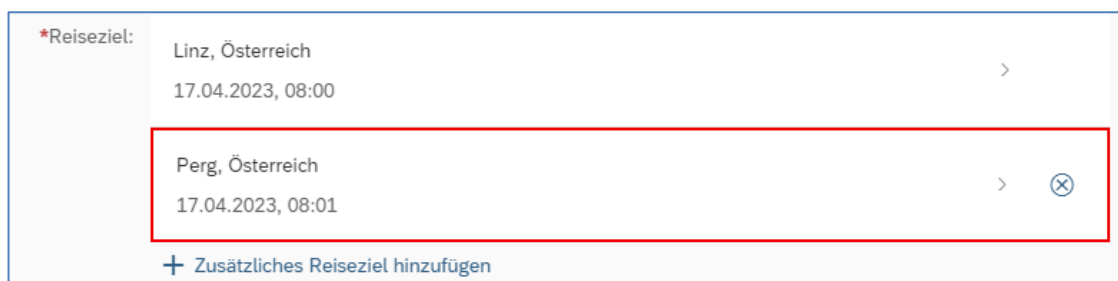 *Reiseziel:
Linz, Österreich
17.04.2023, 08:00
Perg, Österreich
17.04.2023, 08:01
+ Zusätzliches Reiseziel hinzufügen